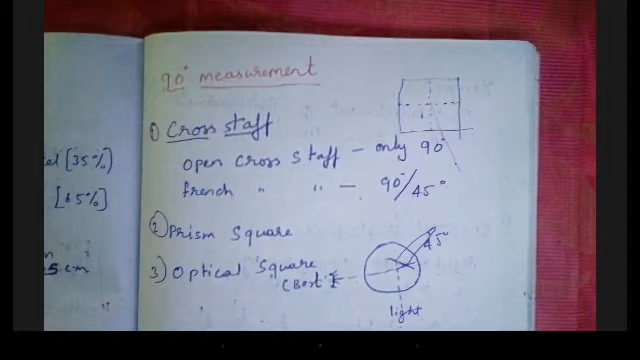 90° measurement
① Cross staff
open cross staff - only 90°
french " " - 90°/45°
[35%]
[65%]
② Prism Square
3) Optical Square
(Best
5 cm
45°
light